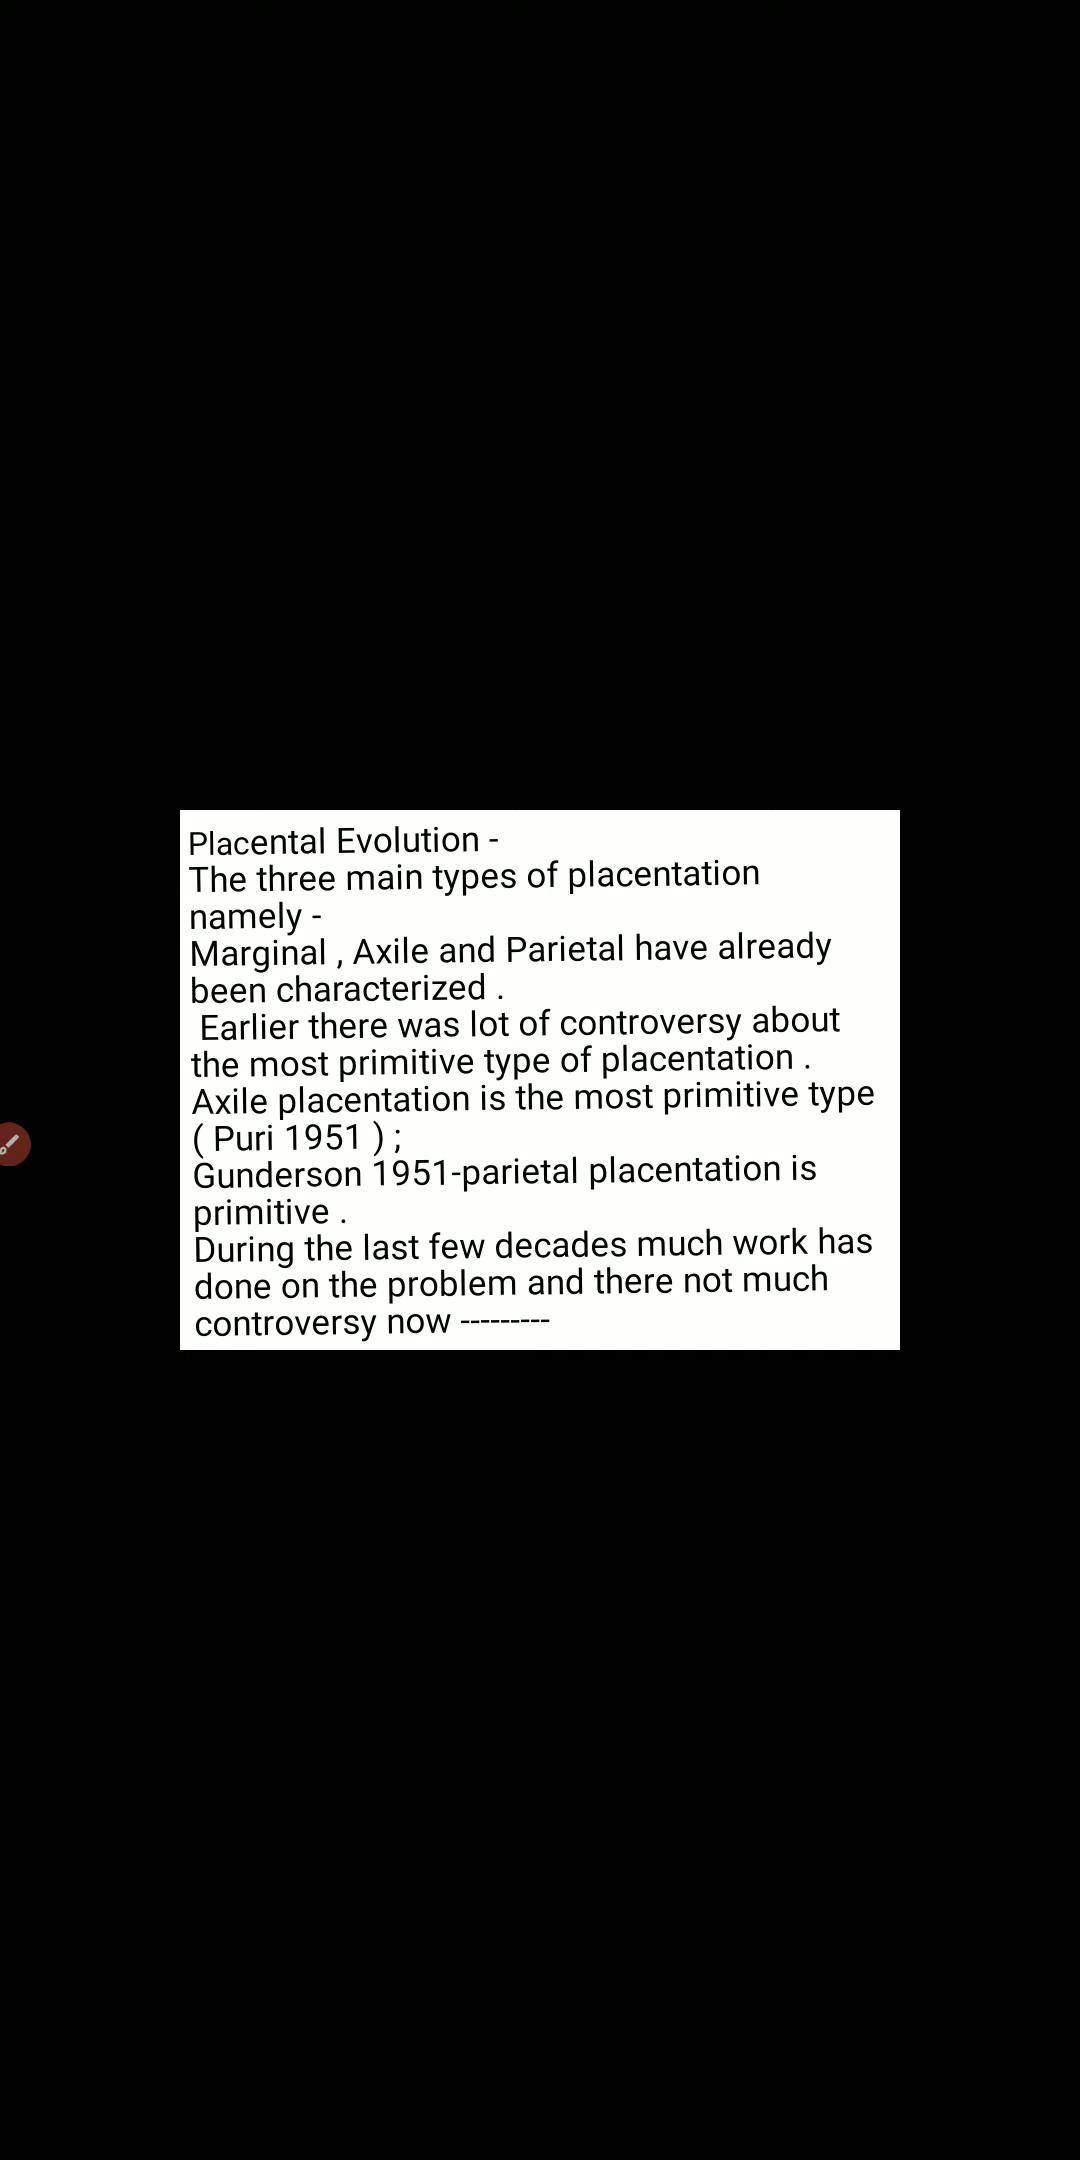 Placental Evolution -
The three main types of placentation
namely -
Marginal , Axile and Parietal have already
been characterized .
Earlier there was lot of controversy about
the most primitive type of placentation .
Axile placentation is the most primitive type
( Puri 1951 ) ;
Gunderson 1951-parietal placentation is
primitive .
During the last few decades much work has
done on the problem and there not much
controversy now ---------